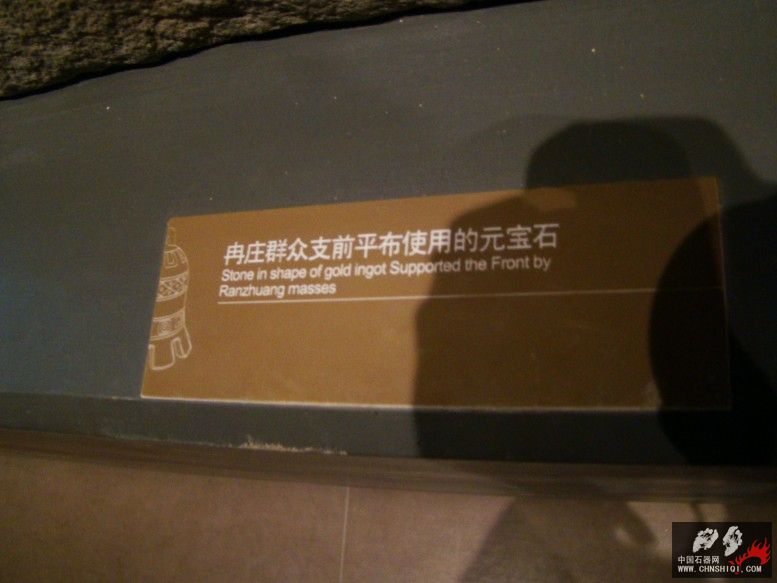 冉庄群众支前平布使用的元宝石
Stone in shape of gold ingot Supported the Front by
Ranzhuang masses
中国石器网
WWW.CHNSHIQI.COM